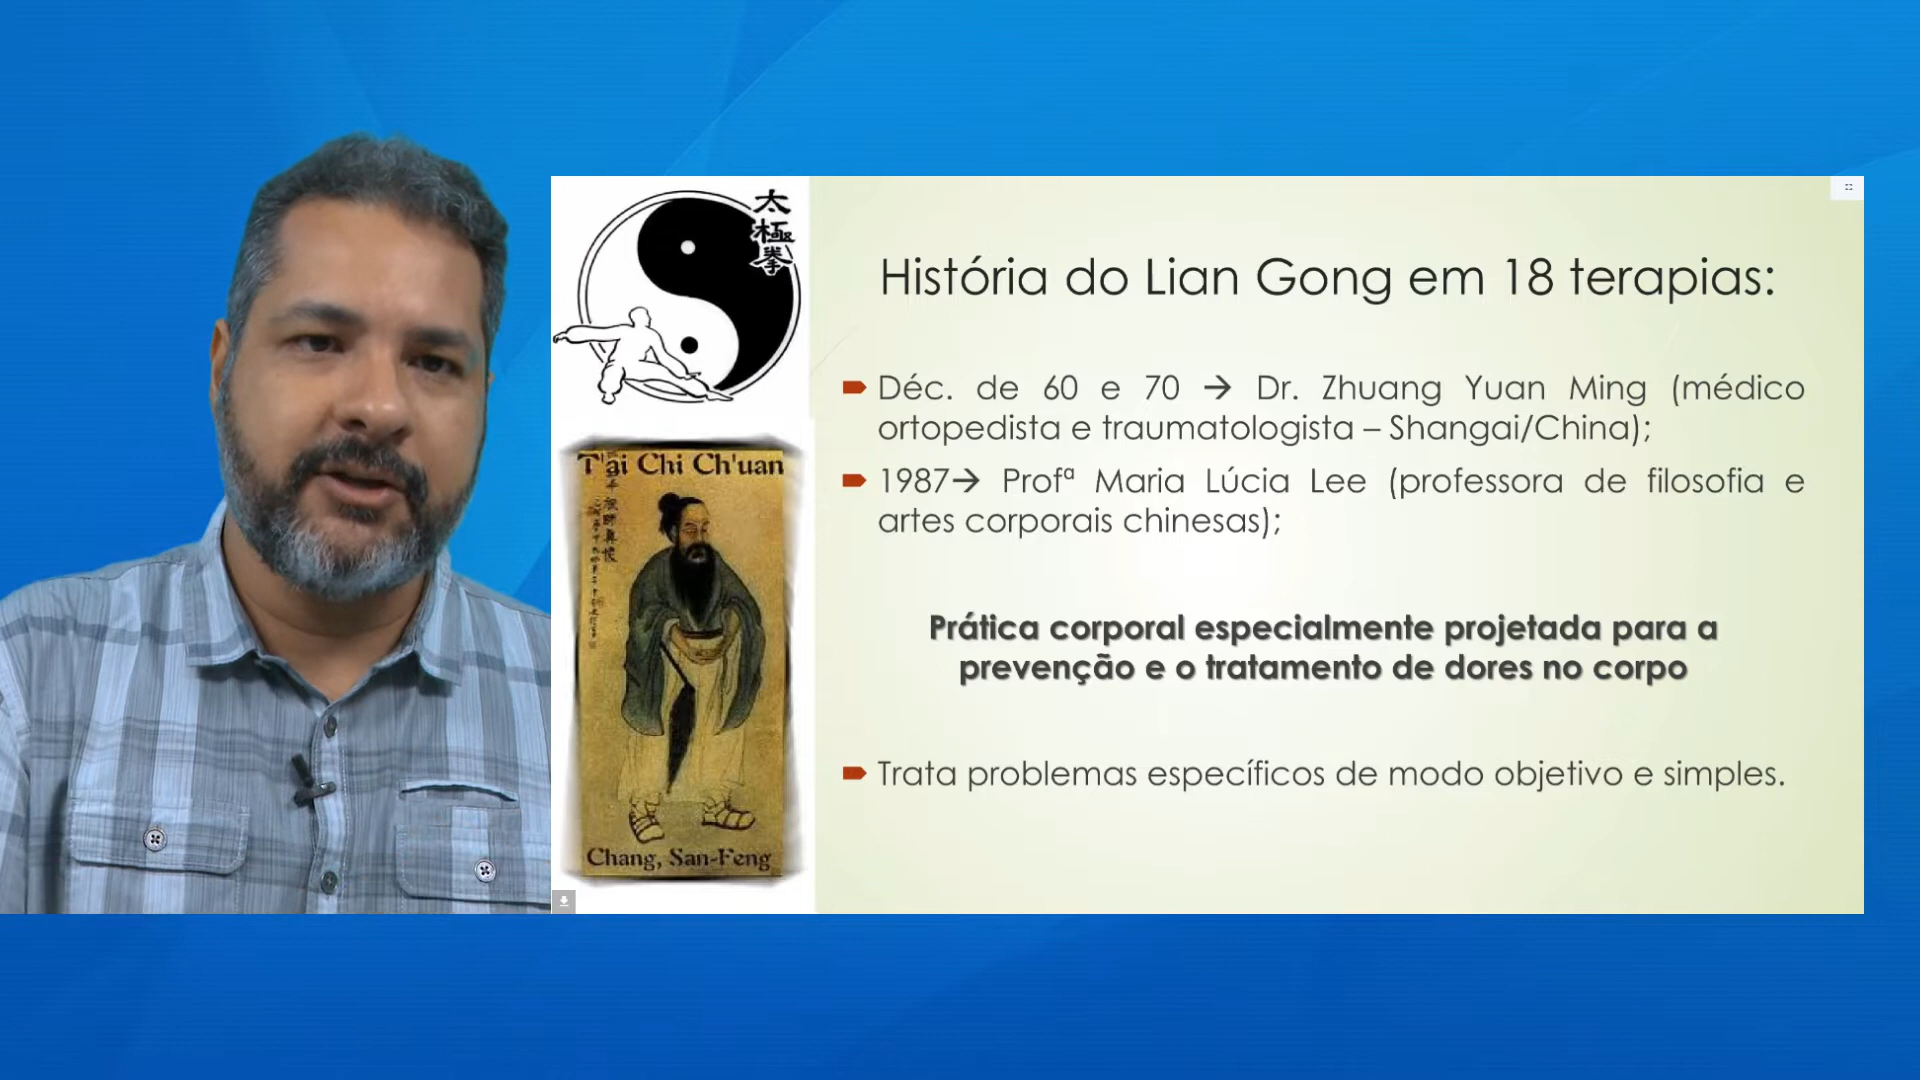 太
極
拳
T'ai Chi Ch'uan
Chang, San-Feng
História do Lian Gong em 18 terapias:
Déc. de 60 e 70 → Dr. Zhuang Yuan Ming (médico
ortopedista e traumatologista – Shangai/China);
1987→ Profª Maria Lúcia Lee (professora de filosofia e
artes corporais chinesas);
Prática corporal especialmente projetada para a
prevenção e o tratamento de dores no corpo
Trata problemas específicos de modo objetivo e simples.